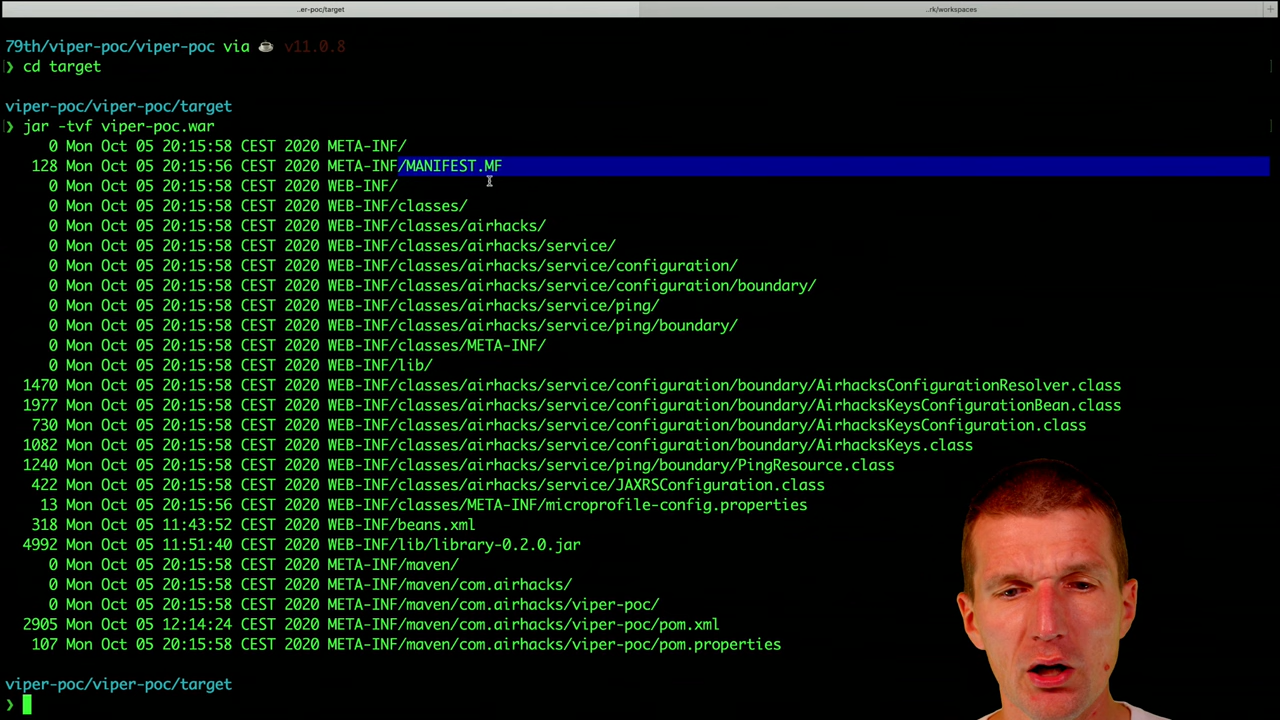 ..er-poc/target
..rk/workspaces
79th/viper-poc/viper-poc via ☕ v11.0.8
❯ cd target
viper-poc/viper-poc/target
❯ jar -tvf viper-poc.war
0 Mon Oct 05 20:15:58 CEST 2020 META-INF/
128 Mon Oct 05 20:15:56 CEST 2020 META-INF/MANIFEST.MF
0 Mon Oct 05 20:15:58 CEST 2020 WEB-INF/
0 Mon Oct 05 20:15:58 CEST 2020 WEB-INF/classes/
0 Mon Oct 05 20:15:58 CEST 2020 WEB-INF/classes/airhacks/
0 Mon Oct 05 20:15:58 CEST 2020 WEB-INF/classes/airhacks/service/
0 Mon Oct 05 20:15:58 CEST 2020 WEB-INF/classes/airhacks/service/configuration/
0 Mon Oct 05 20:15:58 CEST 2020 WEB-INF/classes/airhacks/service/configuration/boundary/
0 Mon Oct 05 20:15:58 CEST 2020 WEB-INF/classes/airhacks/service/ping/
0 Mon Oct 05 20:15:58 CEST 2020 WEB-INF/classes/airhacks/service/ping/boundary/
0 Mon Oct 05 20:15:58 CEST 2020 WEB-INF/classes/META-INF/
0 Mon Oct 05 20:15:58 CEST 2020 WEB-INF/lib/
1470 Mon Oct 05 20:15:58 CEST 2020 WEB-INF/classes/airhacks/service/configuration/boundary/AirhacksConfigurationResolver.class
1977 Mon Oct 05 20:15:58 CEST 2020 WEB-INF/classes/airhacks/service/configuration/boundary/AirhacksKeysConfigurationBean.class
730 Mon Oct 05 20:15:58 CEST 2020 WEB-INF/classes/airhacks/service/configuration/boundary/AirhacksKeysConfiguration.class
1082 Mon Oct 05 20:15:58 CEST 2020 WEB-INF/classes/airhacks/service/configuration/boundary/AirhacksKeys.class
1240 Mon Oct 05 20:15:58 CEST 2020 WEB-INF/classes/airhacks/service/ping/boundary/PingResource.class
422 Mon Oct 05 20:15:58 CEST 2020 WEB-INF/classes/airhacks/service/JAXRSConfiguration.class
13 Mon Oct 05 20:15:56 CEST 2020 WEB-INF/classes/META-INF/microprofile-config.properties
318 Mon Oct 05 11:43:52 CEST 2020 WEB-INF/beans.xml
4992 Mon Oct 05 11:51:40 CEST 2020 WEB-INF/lib/library-0.2.0.jar
0 Mon Oct 05 20:15:58 CEST 2020 META-INF/maven/
0 Mon Oct 05 20:15:58 CEST 2020 META-INF/maven/com.airhacks/
0 Mon Oct 05 20:15:58 CEST 2020 META-INF/maven/com.airhacks/viper-poc/
2905 Mon Oct 05 12:14:24 CEST 2020 META-INF/maven/com.airhacks/viper-poc/pom.xml
107 Mon Oct 05 20:15:58 CEST 2020 META-INF/maven/com.airhacks/viper-poc/pom.properties
viper-poc/viper-poc/target
❯